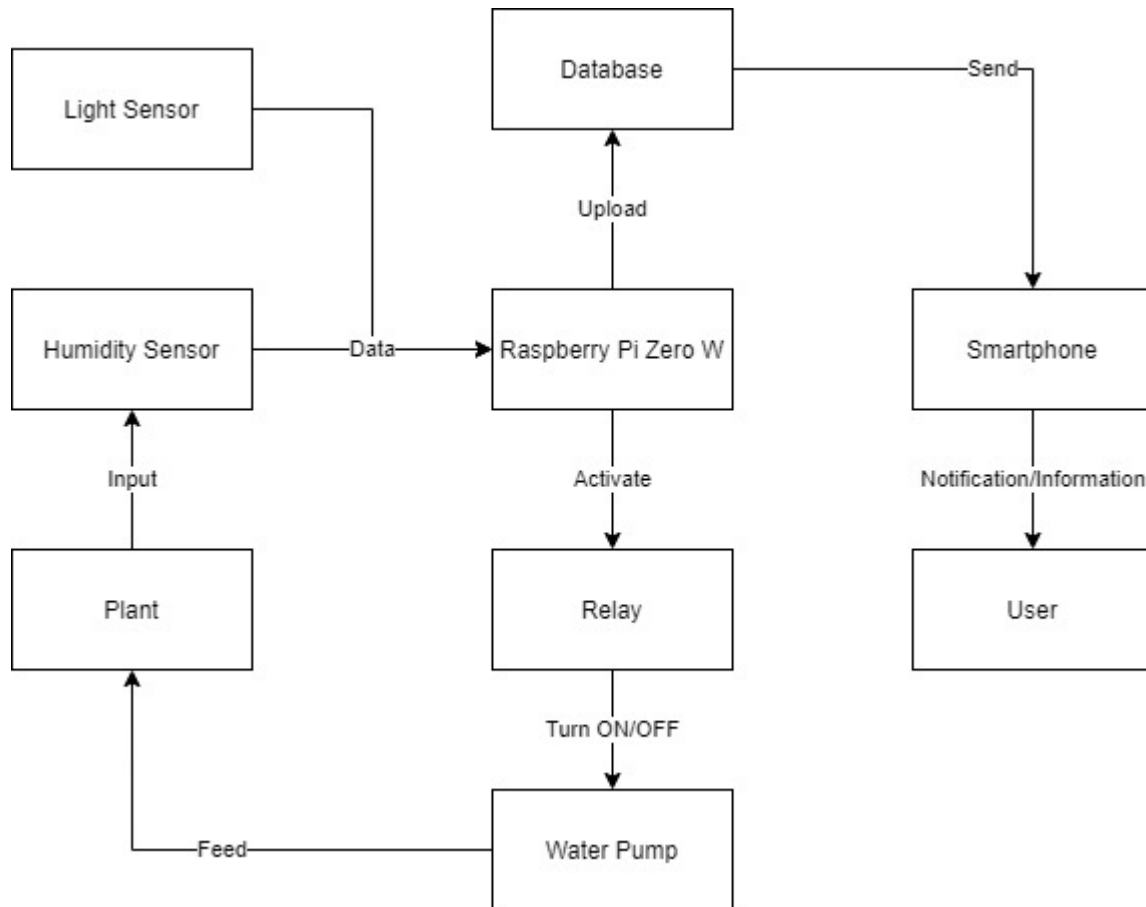 Database
Send
Light Sensor
Upload
Humidity Sensor
Data
Raspberry Pi Zero W
Smartphone
Input
Activate
Notification/Information
Plant
Relay
User
Turn ON/OFF
Feed
Water Pump